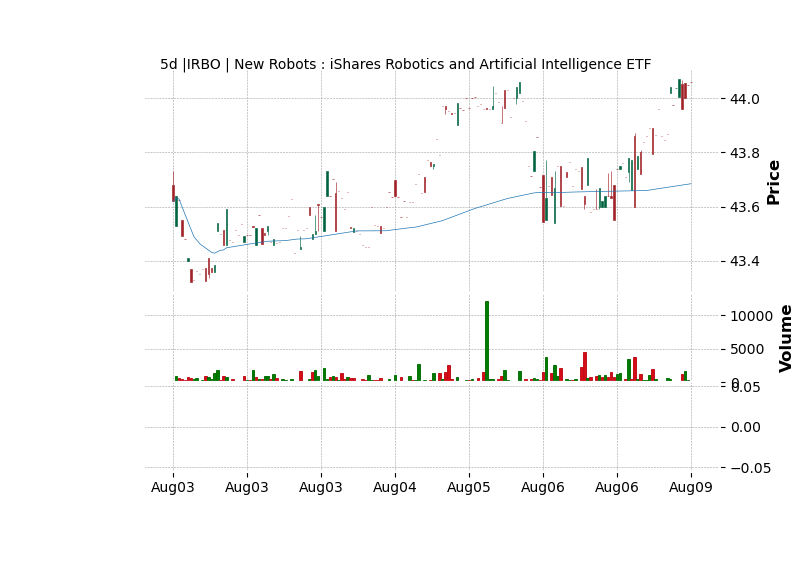 5d |IRBO | New Robots : iShares Robotics and Artificial Intelligence ETF
44.0
43.8
43.6
43.4
Price
10000
5000
0
Volume
0.05
0.00
−0.05
Aug03 Aug03 Aug03 Aug04 Aug05 Aug06 Aug06 Aug09